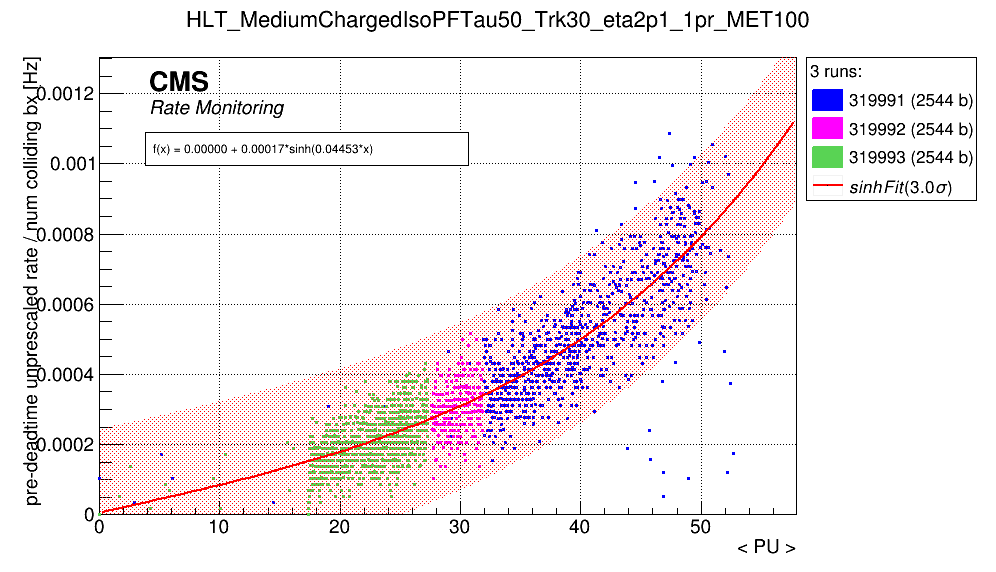 HLT_MediumChargedIsoPFTau50_Trk30_eta2p1_1pr_MET100
pre-deadtime unprescaled rate / num colliding bx [Hz]
CMS
Rate Monitoring
f(x) = 0.00000 + 0.00017*sinh(0.04453*x)
0.0012
0.001
0.0008
0.0006
0.0004
0.0002
0
0 10 20 30 40 50
< PU >
3 runs:
319991 (2544 b)
319992 (2544 b)
319993 (2544 b)
sinhFit(3.0σ)